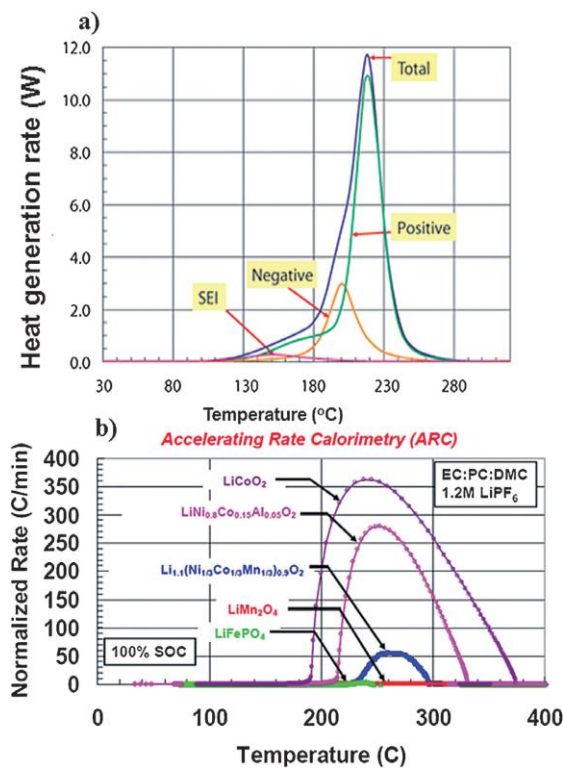 a)
12.0
10.0
8.0
6.0
4.0
2.0
0.0
Heat generation rate (W)
Total
Positive
Negative
SEI
30 80 130 180 230 280
Temperature (°C)
b)
Accelerating Rate Calorimetry (ARC)
400
350
300
250
200
150
100
50
0
Normalized Rate (C/min)
EC:PC:DMC
1.2M LiPF6
LiCoO2
LiNi0.8Co0.15Al0.05O2
Li1.1(Ni1/3Co1/3Mn1/3)0.9O2
LiMn2O4
LiFePO4
100% SOC
0 100 200 300 400
Temperature (C)